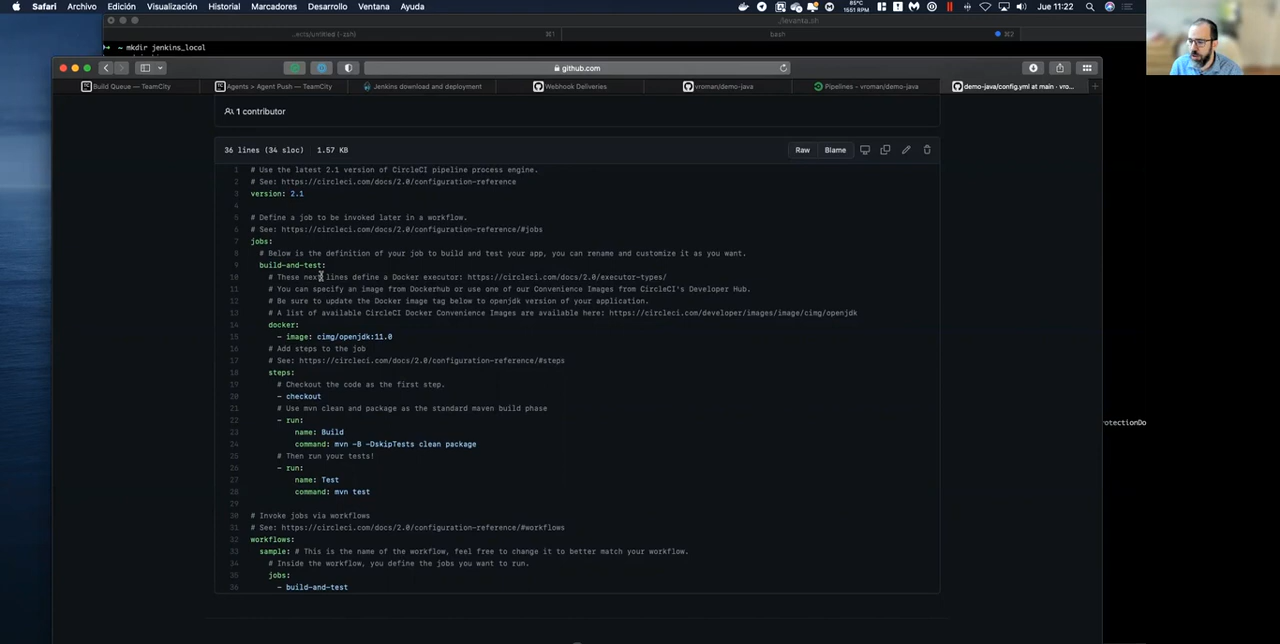 Safari Archivo Edición Visualización Historial Marcadores Desarrollo Ventana Ayuda
85°C
1551 RPM
Jue 11:22
./levanta.sh
..ects/untitled (-zsh)
⌘1
bash
⌘2
~ mkdir jenkins_local
github.com
Build Queue — TeamCity
Agents > Agent Push — TeamCity
Jenkins download and deployment
Webhook Deliveries
vroman/demo-java
Pipelines - vroman/demo-java
demo-java/config.yml at main · vro...
1 contributor
36 lines (34 sloc) 1.57 KB
Raw Blame
1 # Use the latest 2.1 version of CircleCI pipeline process engine.
2 # See: https://circleci.com/docs/2.0/configuration-reference
3 version: 2.1
4
5 # Define a job to be invoked later in a workflow.
6 # See: https://circleci.com/docs/2.0/configuration-reference/#jobs
7 jobs:
8 # Below is the definition of your job to build and test your app, you can rename and customize it as you want.
9 build-and-test:
10 # These next lines define a Docker executor: https://circleci.com/docs/2.0/executor-types/
11 # You can specify an image from Dockerhub or use one of our Convenience Images from CircleCI's Developer Hub.
12 # Be sure to update the Docker image tag below to openjdk version of your application.
13 # A list of available CircleCI Docker Convenience Images are available here: https://circleci.com/developer/images/image/cimg/openjdk
14 docker:
15 - image: cimg/openjdk:11.0
16 # Add steps to the job
17 # See: https://circleci.com/docs/2.0/configuration-reference/#steps
18 steps:
19 # Checkout the code as the first step.
20 - checkout
21 # Use mvn clean and package as the standard maven build phase
22 - run:
23 name: Build
24 command: mvn -B -DskipTests clean package
25 # Then run your tests!
26 - run:
27 name: Test
28 command: mvn test
29
30 # Invoke jobs via workflows
31 # See: https://circleci.com/docs/2.0/configuration-reference/#workflows
32 workflows:
33 sample: # This is the name of the workflow, feel free to change it to better match your workflow.
34 # Inside the workflow, you define the jobs you want to run.
35 jobs:
36 - build-and-test
rotectionDo